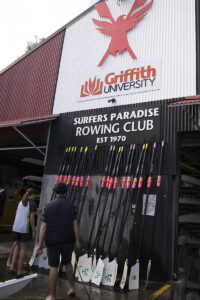 Griffith
UNIVERSITY
SURFERS PARADISE
ROWING CLUB
EST 1970